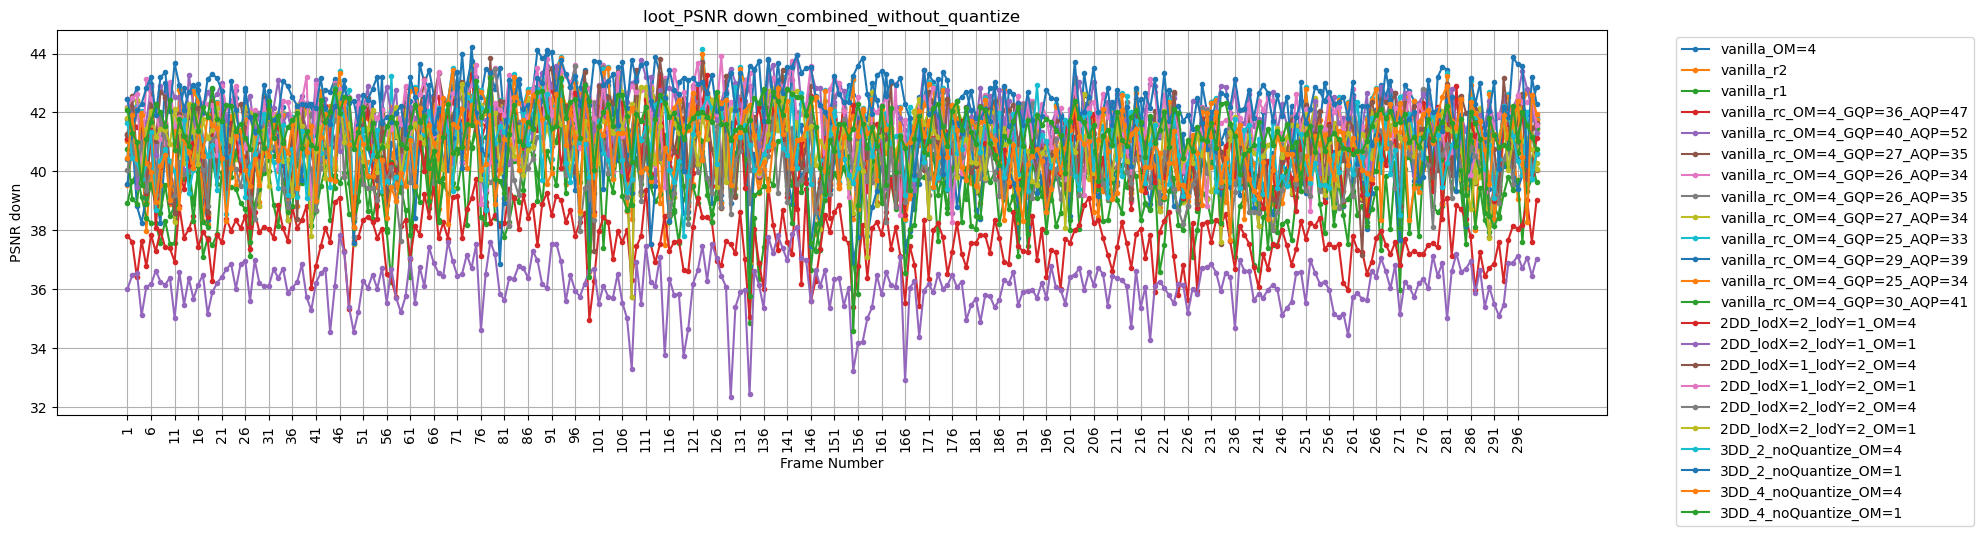 loot_PSNR down_combined_without_quantize
PSNR down
44
42
40
38
36
34
32
1 6 11 16 21 26 31 36 41 46 51 56 61 66 71 76 81 86 91 96 101 106 111 116 121 126 131 136 141 146 151 156 161 166 171 176 181 186 191 196 201 206 211 216 221 226 231 236 241 246 251 256 261 266 271 276 281 286 291 296
Frame Number
vanilla_OM=4
vanilla_r2
vanilla_r1
vanilla_rc_OM=4_GQP=36_AQP=47
vanilla_rc_OM=4_GQP=40_AQP=52
vanilla_rc_OM=4_GQP=27_AQP=35
vanilla_rc_OM=4_GQP=26_AQP=34
vanilla_rc_OM=4_GQP=26_AQP=35
vanilla_rc_OM=4_GQP=27_AQP=34
vanilla_rc_OM=4_GQP=25_AQP=33
vanilla_rc_OM=4_GQP=29_AQP=39
vanilla_rc_OM=4_GQP=25_AQP=34
vanilla_rc_OM=4_GQP=30_AQP=41
2DD_lodX=2_lodY=1_OM=4
2DD_lodX=2_lodY=1_OM=1
2DD_lodX=1_lodY=2_OM=4
2DD_lodX=1_lodY=2_OM=1
2DD_lodX=2_lodY=2_OM=4
2DD_lodX=2_lodY=2_OM=1
3DD_2_noQuantize_OM=4
3DD_2_noQuantize_OM=1
3DD_4_noQuantize_OM=4
3DD_4_noQuantize_OM=1